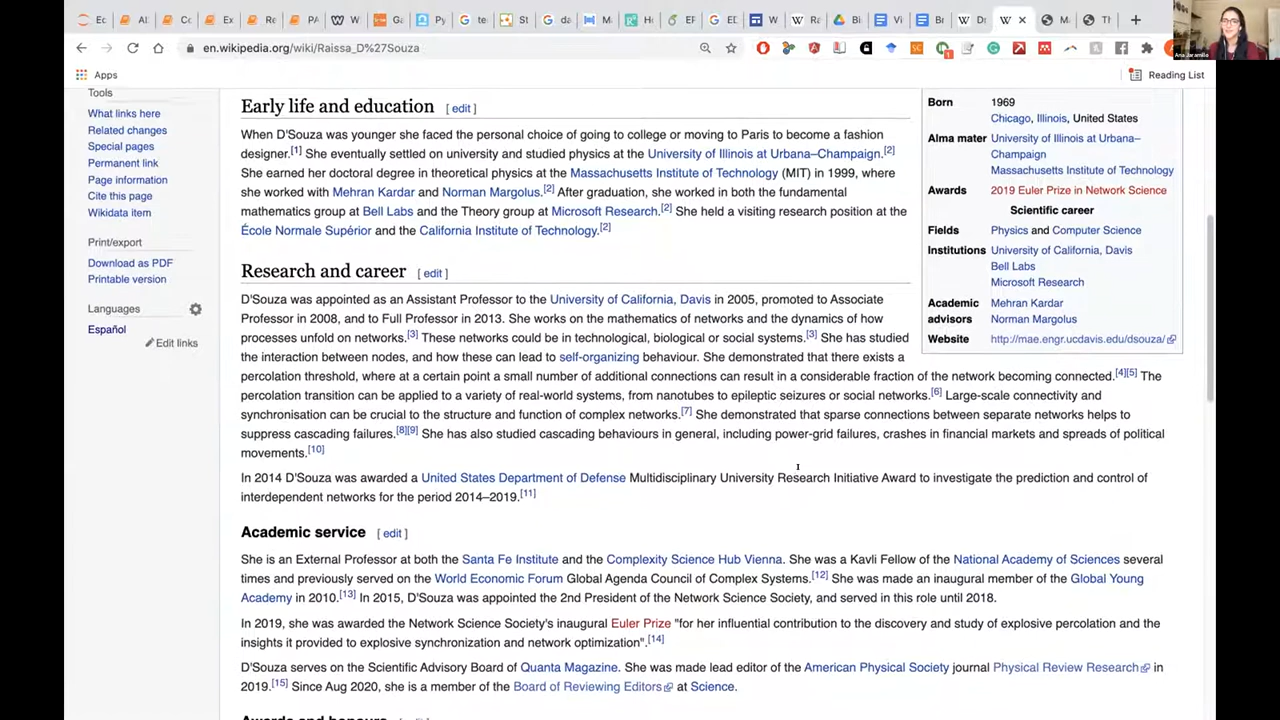 Ec
Al
Co
Ex
Re
PA
W
Ga
Py
te
St
da
M
He
EF
ED
W
Ra
Bi
Vi
Br
Dr
M
Th
en.wikipedia.org/wiki/Raissa_D%27Souza
Ana Jaramillo
Apps
Reading List
Tools
What links here
Related changes
Special pages
Permanent link
Page information
Cite this page
Wikidata item
Print/export
Download as PDF
Printable version
Languages
Español
Edit links
Early life and education [ edit ]
When D'Souza was younger she faced the personal choice of going to college or moving to Paris to become a fashion
designer.[1] She eventually settled on university and studied physics at the University of Illinois at Urbana–Champaign.[2]
She earned her doctoral degree in theoretical physics at the Massachusetts Institute of Technology (MIT) in 1999, where
she worked with Mehran Kardar and Norman Margolus.[2] After graduation, she worked in both the fundamental
mathematics group at Bell Labs and the Theory group at Microsoft Research.[2] She held a visiting research position at the
École Normale Supérior and the California Institute of Technology.[2]
Research and career [ edit ]
D'Souza was appointed as an Assistant Professor to the University of California, Davis in 2005, promoted to Associate
Professor in 2008, and to Full Professor in 2013. She works on the mathematics of networks and the dynamics of how
processes unfold on networks.[3] These networks could be in technological, biological or social systems.[3] She has studied
the interaction between nodes, and how these can lead to self-organizing behaviour. She demonstrated that there exists a
percolation threshold, where at a certain point a small number of additional connections can result in a considerable fraction of the network becoming connected.[4][5] The
percolation transition can be applied to a variety of real-world systems, from nanotubes to epileptic seizures or social networks.[6] Large-scale connectivity and
synchronisation can be crucial to the structure and function of complex networks.[7] She demonstrated that sparse connections between separate networks helps to
suppress cascading failures.[8][9] She has also studied cascading behaviours in general, including power-grid failures, crashes in financial markets and spreads of political
movements.[10]
In 2014 D'Souza was awarded a United States Department of Defense Multidisciplinary University Research Initiative Award to investigate the prediction and control of
interdependent networks for the period 2014–2019.[11]
Academic service [ edit ]
She is an External Professor at both the Santa Fe Institute and the Complexity Science Hub Vienna. She was a Kavli Fellow of the National Academy of Sciences several
times and previously served on the World Economic Forum Global Agenda Council of Complex Systems.[12] She was made an inaugural member of the Global Young
Academy in 2010.[13] In 2015, D'Souza was appointed the 2nd President of the Network Science Society, and served in this role until 2018.
In 2019, she was awarded the Network Science Society's inaugural Euler Prize "for her influential contribution to the discovery and study of explosive percolation and the
insights it provided to explosive synchronization and network optimization".[14]
D'Souza serves on the Scientific Advisory Board of Quanta Magazine. She was made lead editor of the American Physical Society journal Physical Review Research in
2019.[15] Since Aug 2020, she is a member of the Board of Reviewing Editors at Science.
Born 1969
Chicago, Illinois, United States
Alma mater University of Illinois at Urbana–
Champaign
Massachusetts Institute of Technology
Awards 2019 Euler Prize in Network Science
Scientific career
Fields Physics and Computer Science
Institutions University of California, Davis
Bell Labs
Microsoft Research
Academic Mehran Kardar
advisors Norman Margolus
Website http://mae.engr.ucdavis.edu/dsouza/